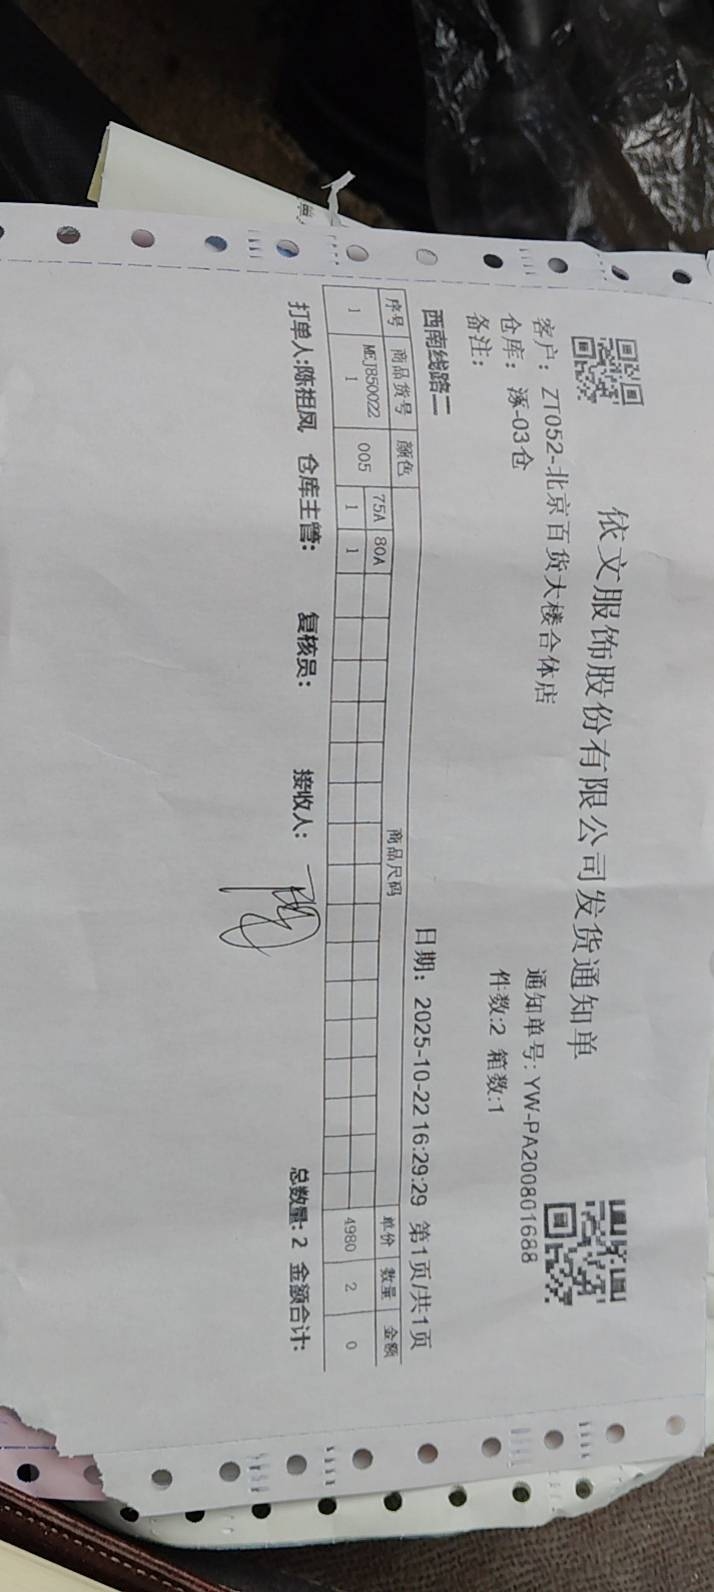 依文服饰股份有限公司发货通知单
客户：ZT052-北京百货大楼合体店
通知单号:YW-PA200801688
仓库：涿-03仓
件数:2 箱数:1
备注：
西南线路二
日期：2025-10-22 16:29:29 第1页/共1页
序号 商品货号 颜色 商品尺码 单价 数量 金额
75A 80A
1 MEJ8500221 005 1 1 4980 2 0
打单人:陈祖凤 仓库主管： 复核员： 接收人： 总数量: 2 金额合计: